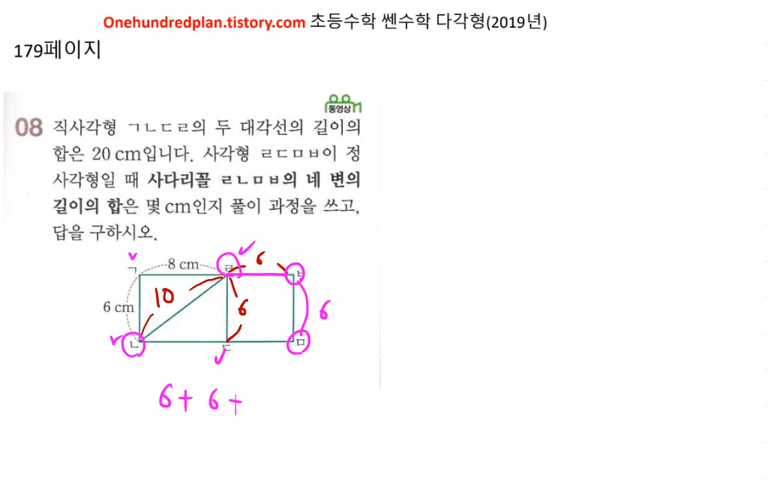 Onehundredplan.tistory.com 초등수학 쎈수학 다각형(2019년)
179페이지
동영상
08 직사각형 ㄱㄴㄷㄹ의 두 대각선의 길이의
합은 20 cm입니다. 사각형 ㄹㄷㅁㅂ이 정
사각형일 때 사다리꼴 ㄹㄴㅁㅂ의 네 변의
길이의 합은 몇 cm인지 풀이 과정을 쓰고,
답을 구하시오.
ㄱ 8 cm ㄹ 6 ㅂ
6 cm 10 6 6
ㄴ ㄷ ㅁ
6+ 6+